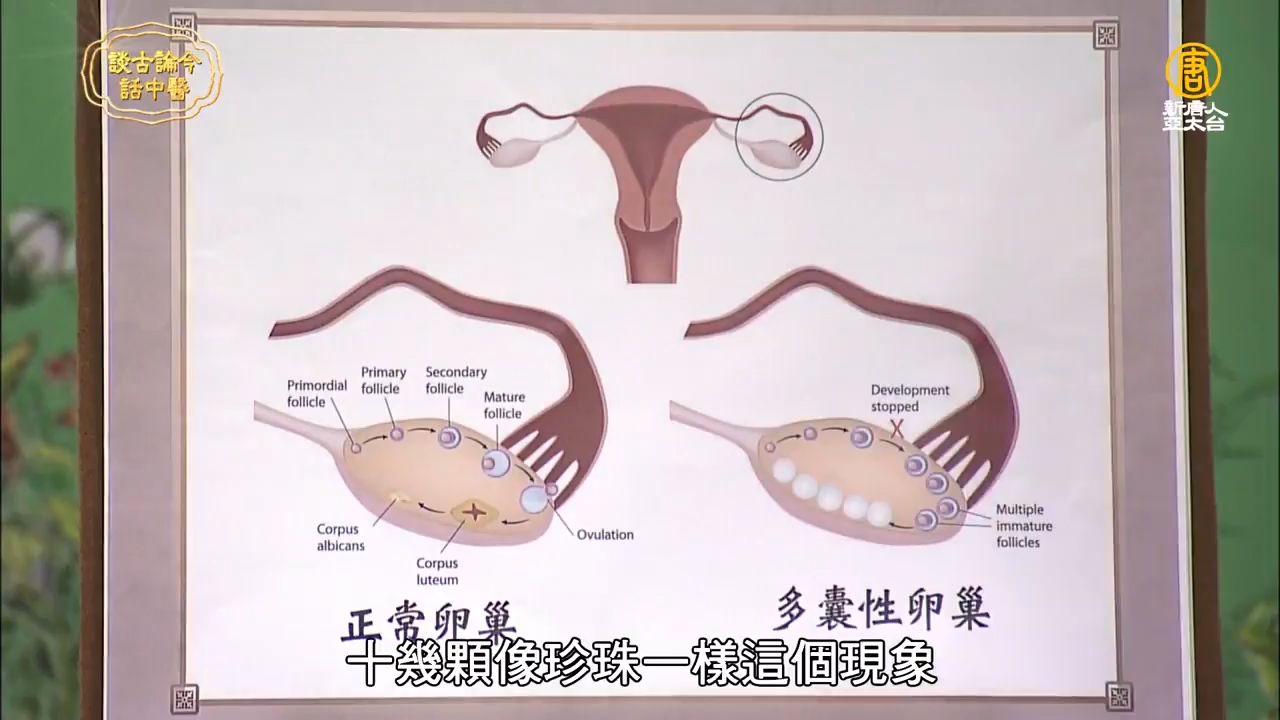 談古論今
話中醫
唐
新唐人
亞太台
Primordial
follicle
Primary
follicle
Secondary
follicle
Mature
follicle
Ovulation
Corpus
luteum
Corpus
albicans
正常卵巢
Development
stopped
X
Multiple
immature
follicles
多囊性卵巢
十幾顆像珍珠一樣這個現象